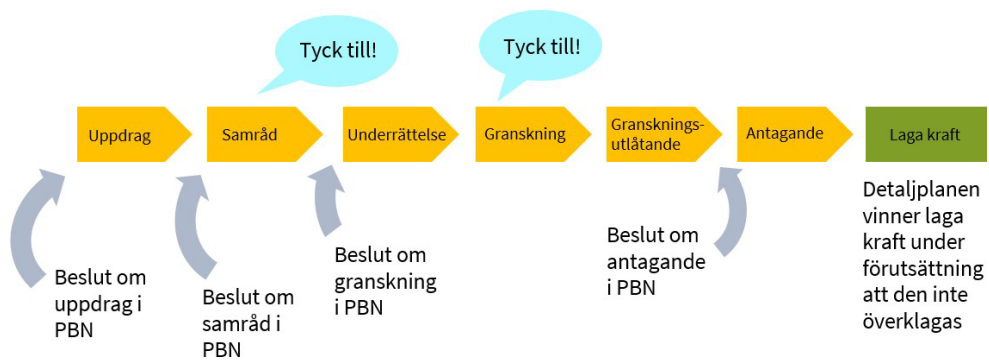 Tyck till!
Tyck till!
Uppdrag
Samråd
Underrättelse
Granskning
Gransknings-
utlåtande
Antagande
Laga kraft
Beslut om
uppdrag i
PBN
Beslut om
samråd i
PBN
Beslut om
granskning
i PBN
Beslut om
antagande
i PBN
Detaljplanen
vinner laga
kraft under
förutsättning
att den inte
överklagas